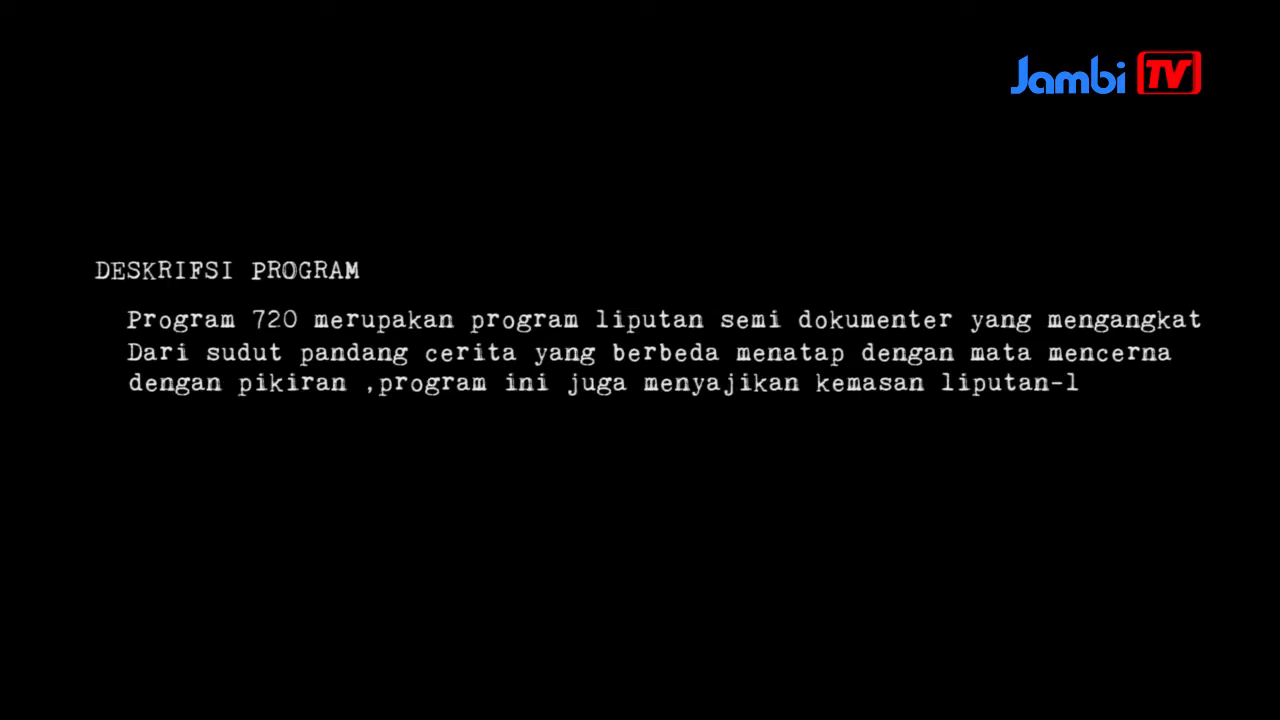 Jambi TV
DESKRIFSI PROGRAM
Program 720 merupakan program liputan semi dokumenter yang mengangkat
Dari sudut pandang cerita yang berbeda menatap dengan mata mencerna
dengan pikiran ,program ini juga menyajikan kemasan liputan-l